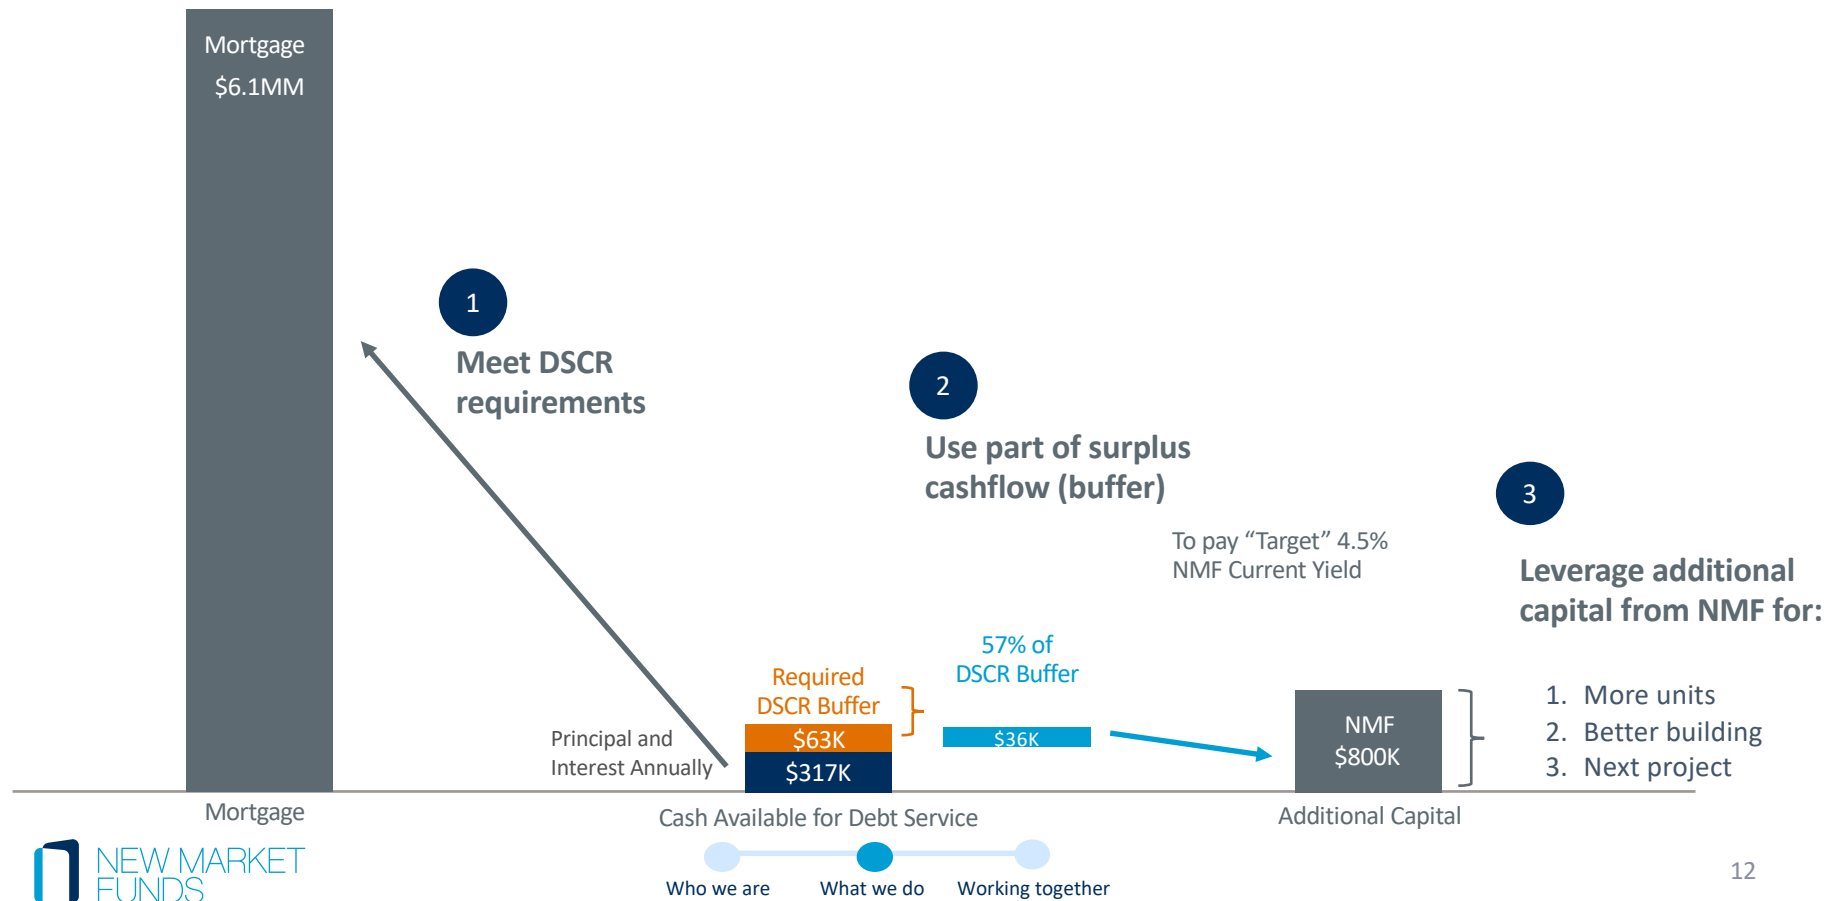 Mortgage
$6.1MM
1
Meet DSCR
requirements
2
Use part of surplus
cashflow (buffer)
3
To pay “Target” 4.5%
NMF Current Yield
Leverage additional
capital from NMF for:
57% of
DSCR Buffer
Required
DSCR Buffer
1. More units
2. Better building
3. Next project
Principal and
Interest Annually
$63K
$317K
$36K
NMF
$800K
Mortgage
Cash Available for Debt Service
Additional Capital
NEW MARKET
FUNDS
Who we are
What we do
Working together
12